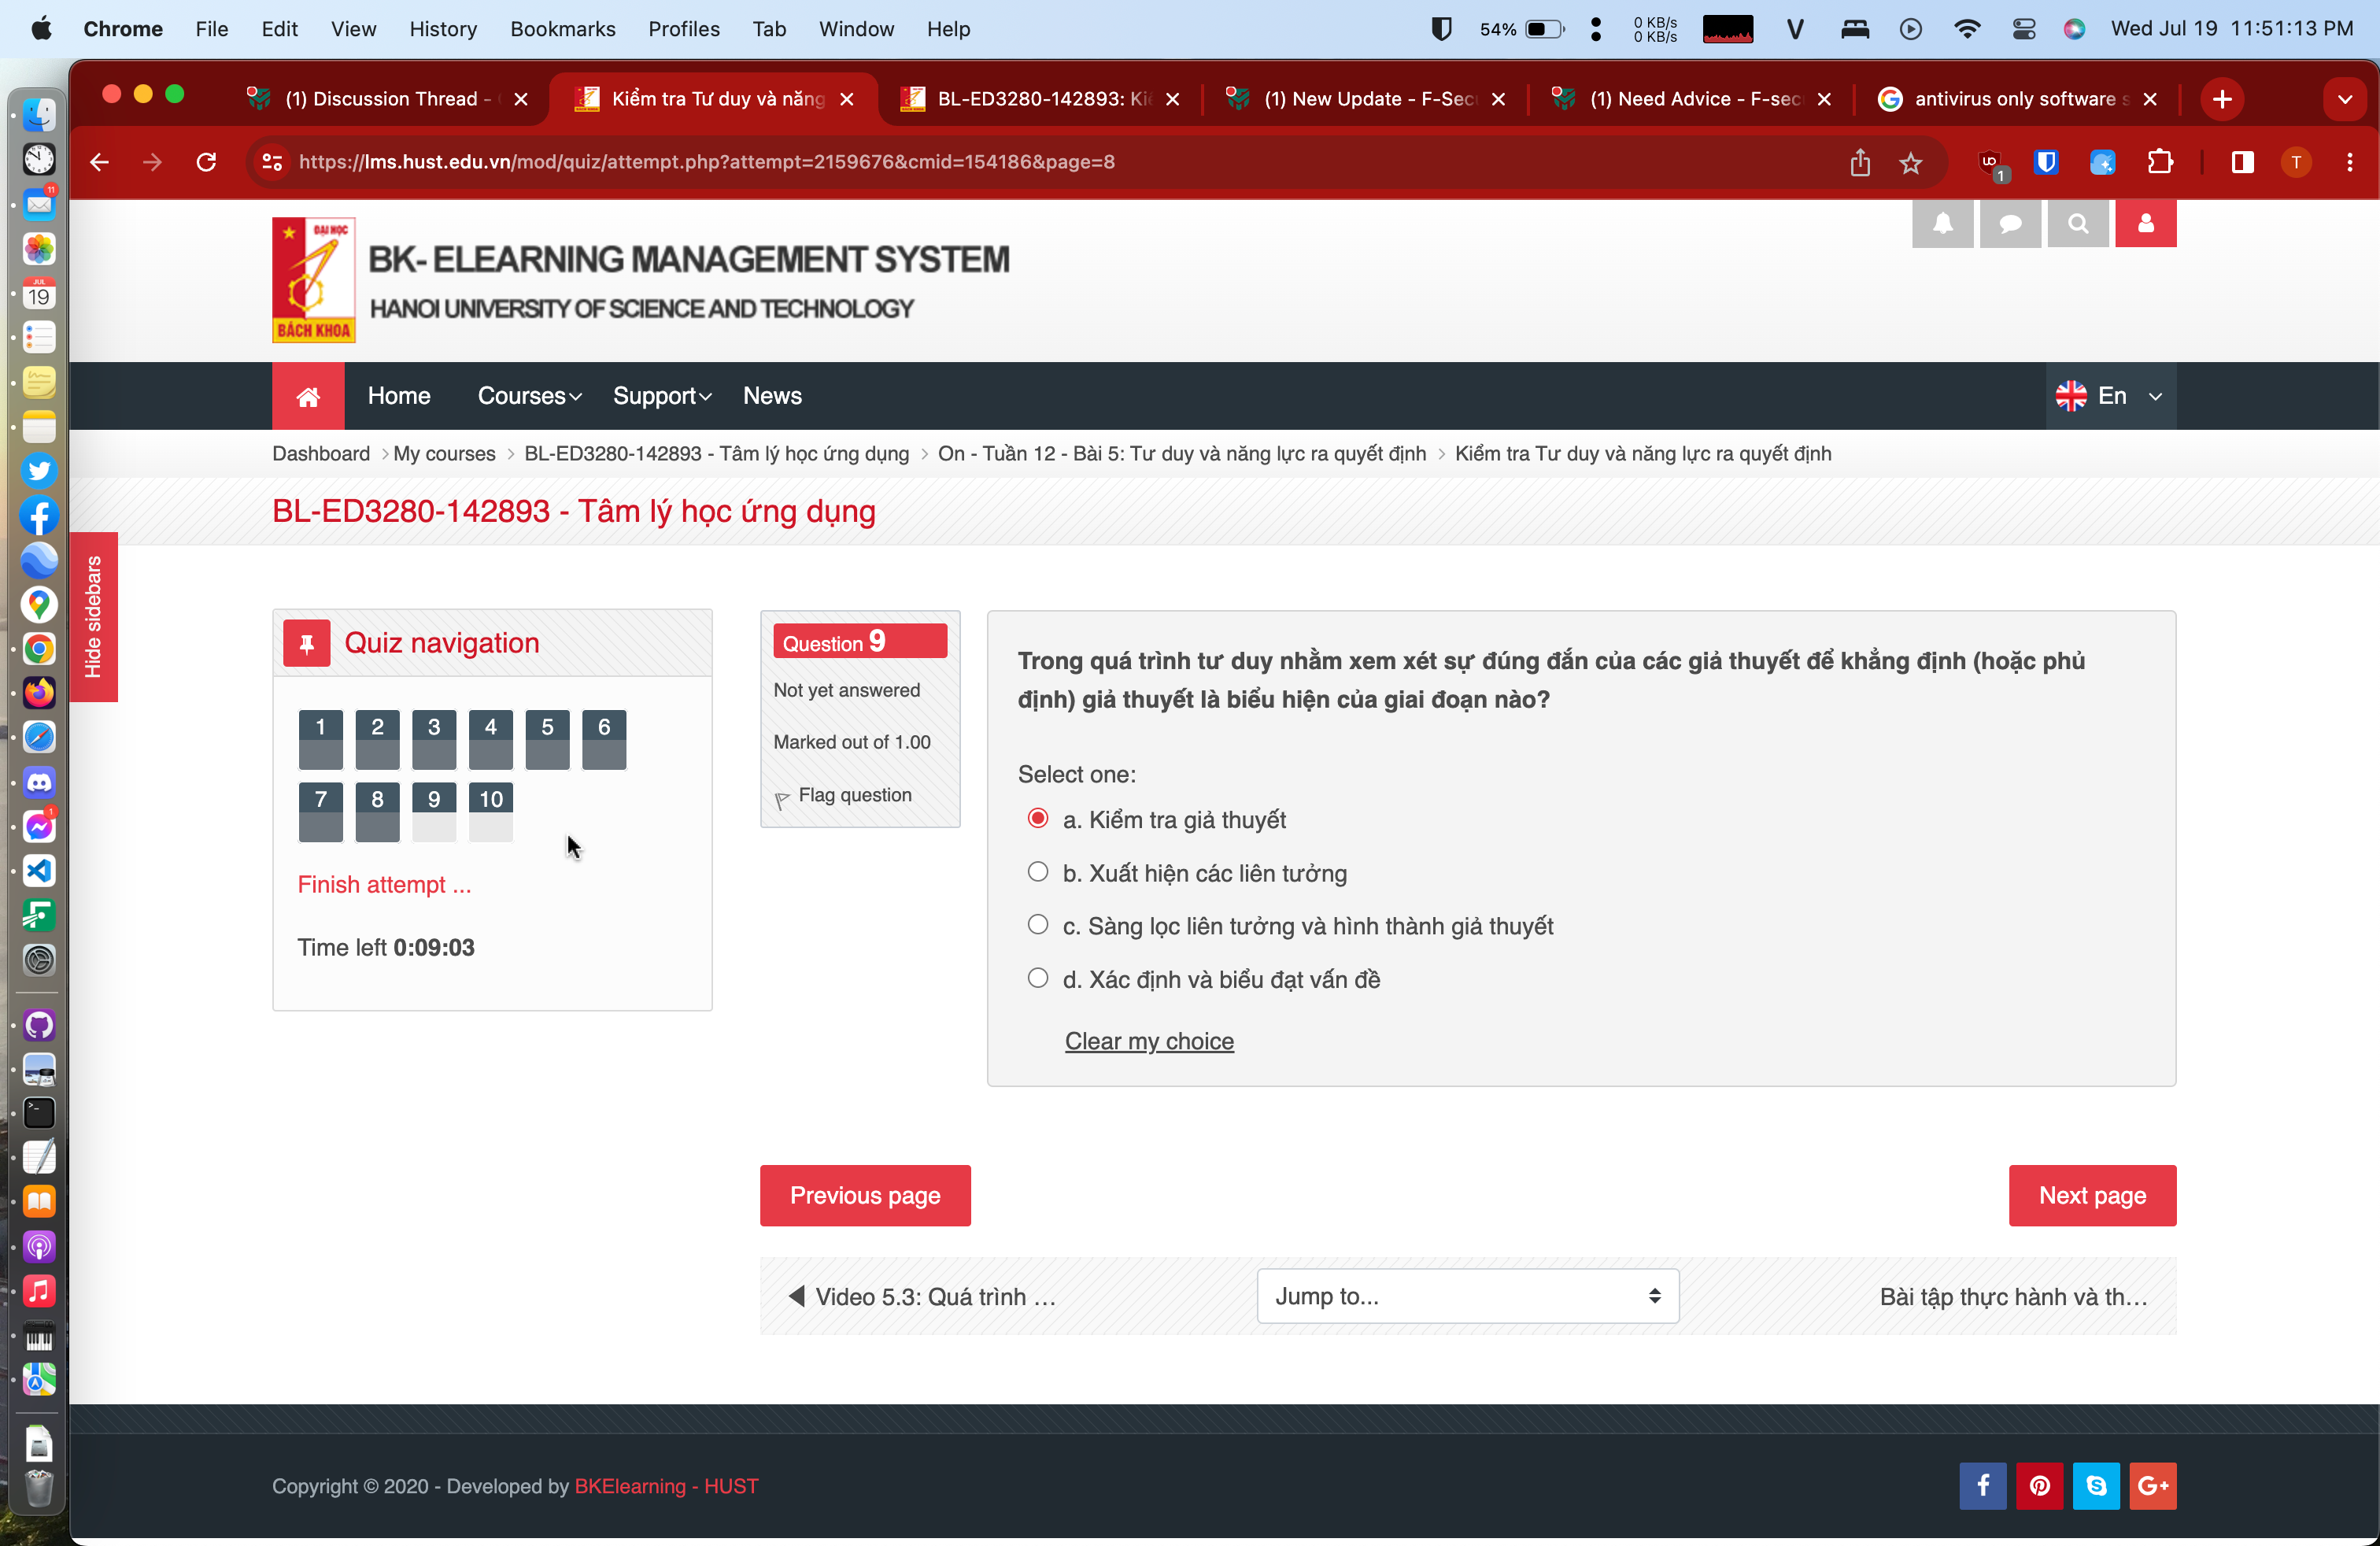 Chrome File Edit View History Bookmarks Profiles Tab Window Help 54% 0 KB/s 0 KB/s Wed Jul 19 11:51:13 PM
(1) Discussion Thread -
Kiểm tra Tư duy và năng
BL-ED3280-142893: Ki
(1) New Update - F-Sec
(1) Need Advice - F-sec
antivirus only software s
https://lms.hust.edu.vn/mod/quiz/attempt.php?attempt=2159676&cmid=154186&page=8
1
T
11
JUL
19
1
ĐẠI HỌC
BÁCH KHOA
BK- ELEARNING MANAGEMENT SYSTEM
HANOI UNIVERSITY OF SCIENCE AND TECHNOLOGY
Home Courses Support News En
Dashboard > My courses > BL-ED3280-142893 - Tâm lý học ứng dụng > On - Tuần 12 - Bài 5: Tư duy và năng lực ra quyết định > Kiểm tra Tư duy và năng lực ra quyết định
BL-ED3280-142893 - Tâm lý học ứng dụng
Hide sidebars
Quiz navigation
1 2 3 4 5 6
7 8 9 10
Finish attempt ...
Time left 0:09:03
Question 9
Not yet answered
Marked out of 1.00
Flag question
Trong quá trình tư duy nhằm xem xét sự đúng đắn của các giả thuyết để khẳng định (hoặc phủ
định) giả thuyết là biểu hiện của giai đoạn nào?
Select one:
a. Kiểm tra giả thuyết
b. Xuất hiện các liên tưởng
c. Sàng lọc liên tưởng và hình thành giả thuyết
d. Xác định và biểu đạt vấn đề
Clear my choice
Previous page
Next page
Video 5.3: Quá trình ...
Jump to...
Bài tập thực hành và th...
Copyright © 2020 - Developed by BKElearning - HUST